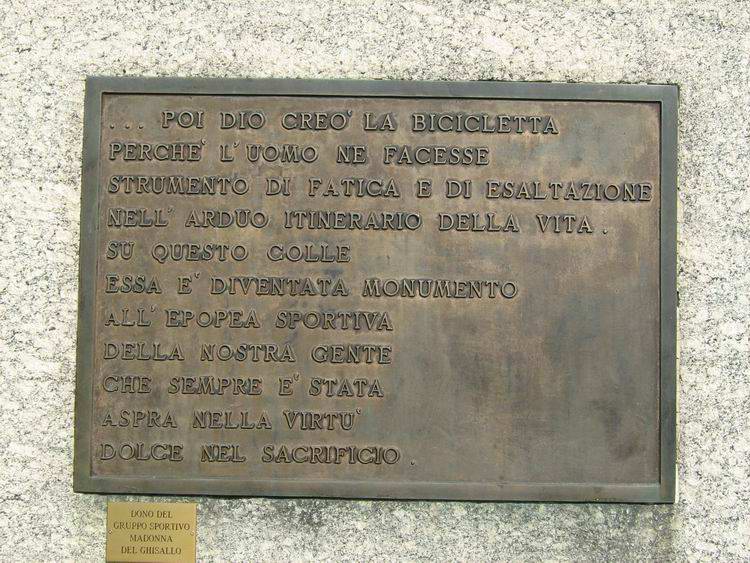 ... POI DIO CREO' LA BICICLETTA
PERCHE' L'UOMO NE FACESSE
STRUMENTO DI FATICA E DI ESALTAZIONE
NELL' ARDUO ITINERARIO DELLA VITA.
SU QUESTO COLLE
ESSA E' DIVENTATA MONUMENTO
ALL' EPOPEA SPORTIVA
DELLA NOSTRA GENTE
CHE SEMPRE E' STATA
ASPRA NELLA VIRTU'
DOLCE NEL SACRIFICIO.
DONO DEL
GRUPPO SPORTIVO
MADONNA
DEL GHISALLO